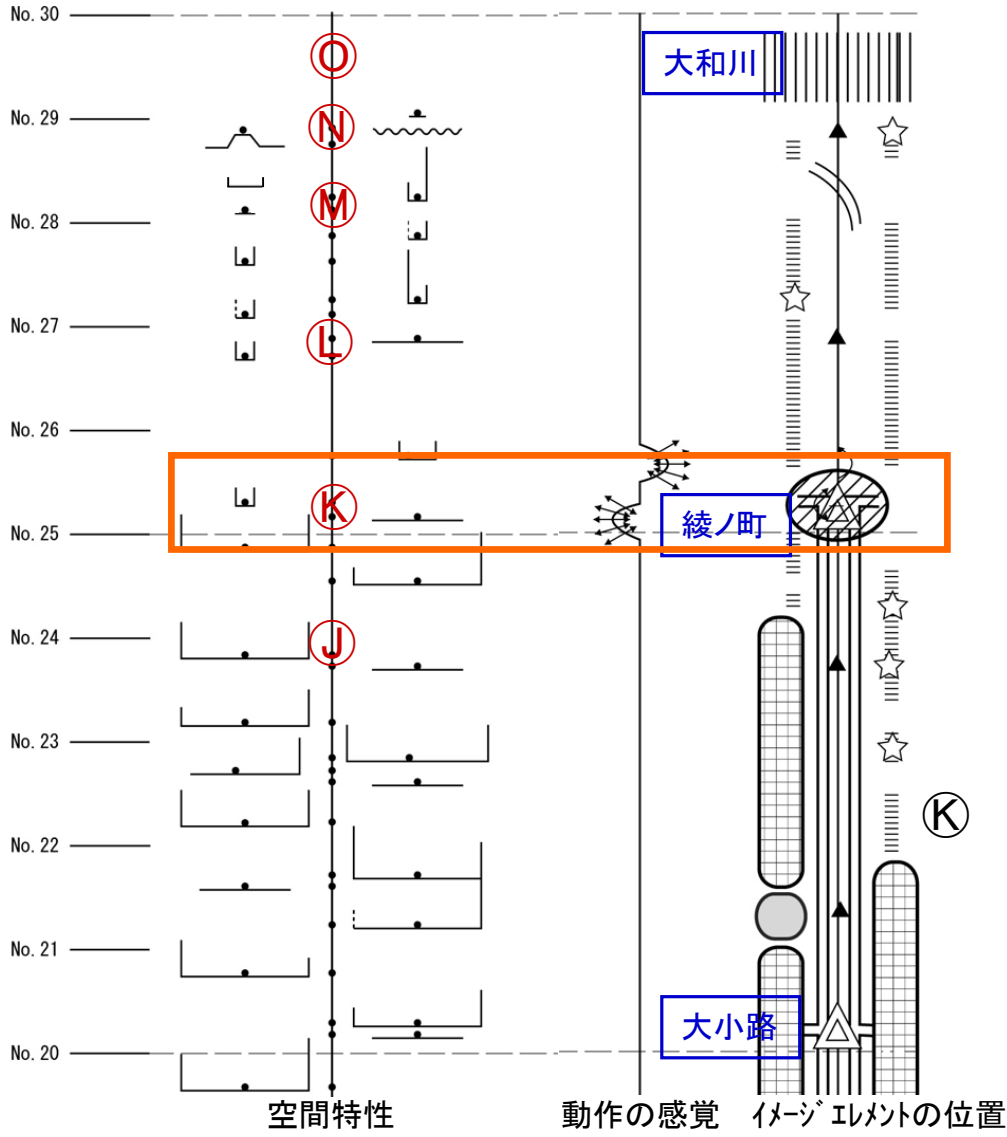 No. 30
大和川
O
No. 29
N
M
No. 28
No. 27
L
No. 26
K
綾ノ町
No. 25
No. 24
J
No. 23
K
No. 22
No. 21
大小路
No. 20
空間特性
動作の感覚
イメージエレメントの位置